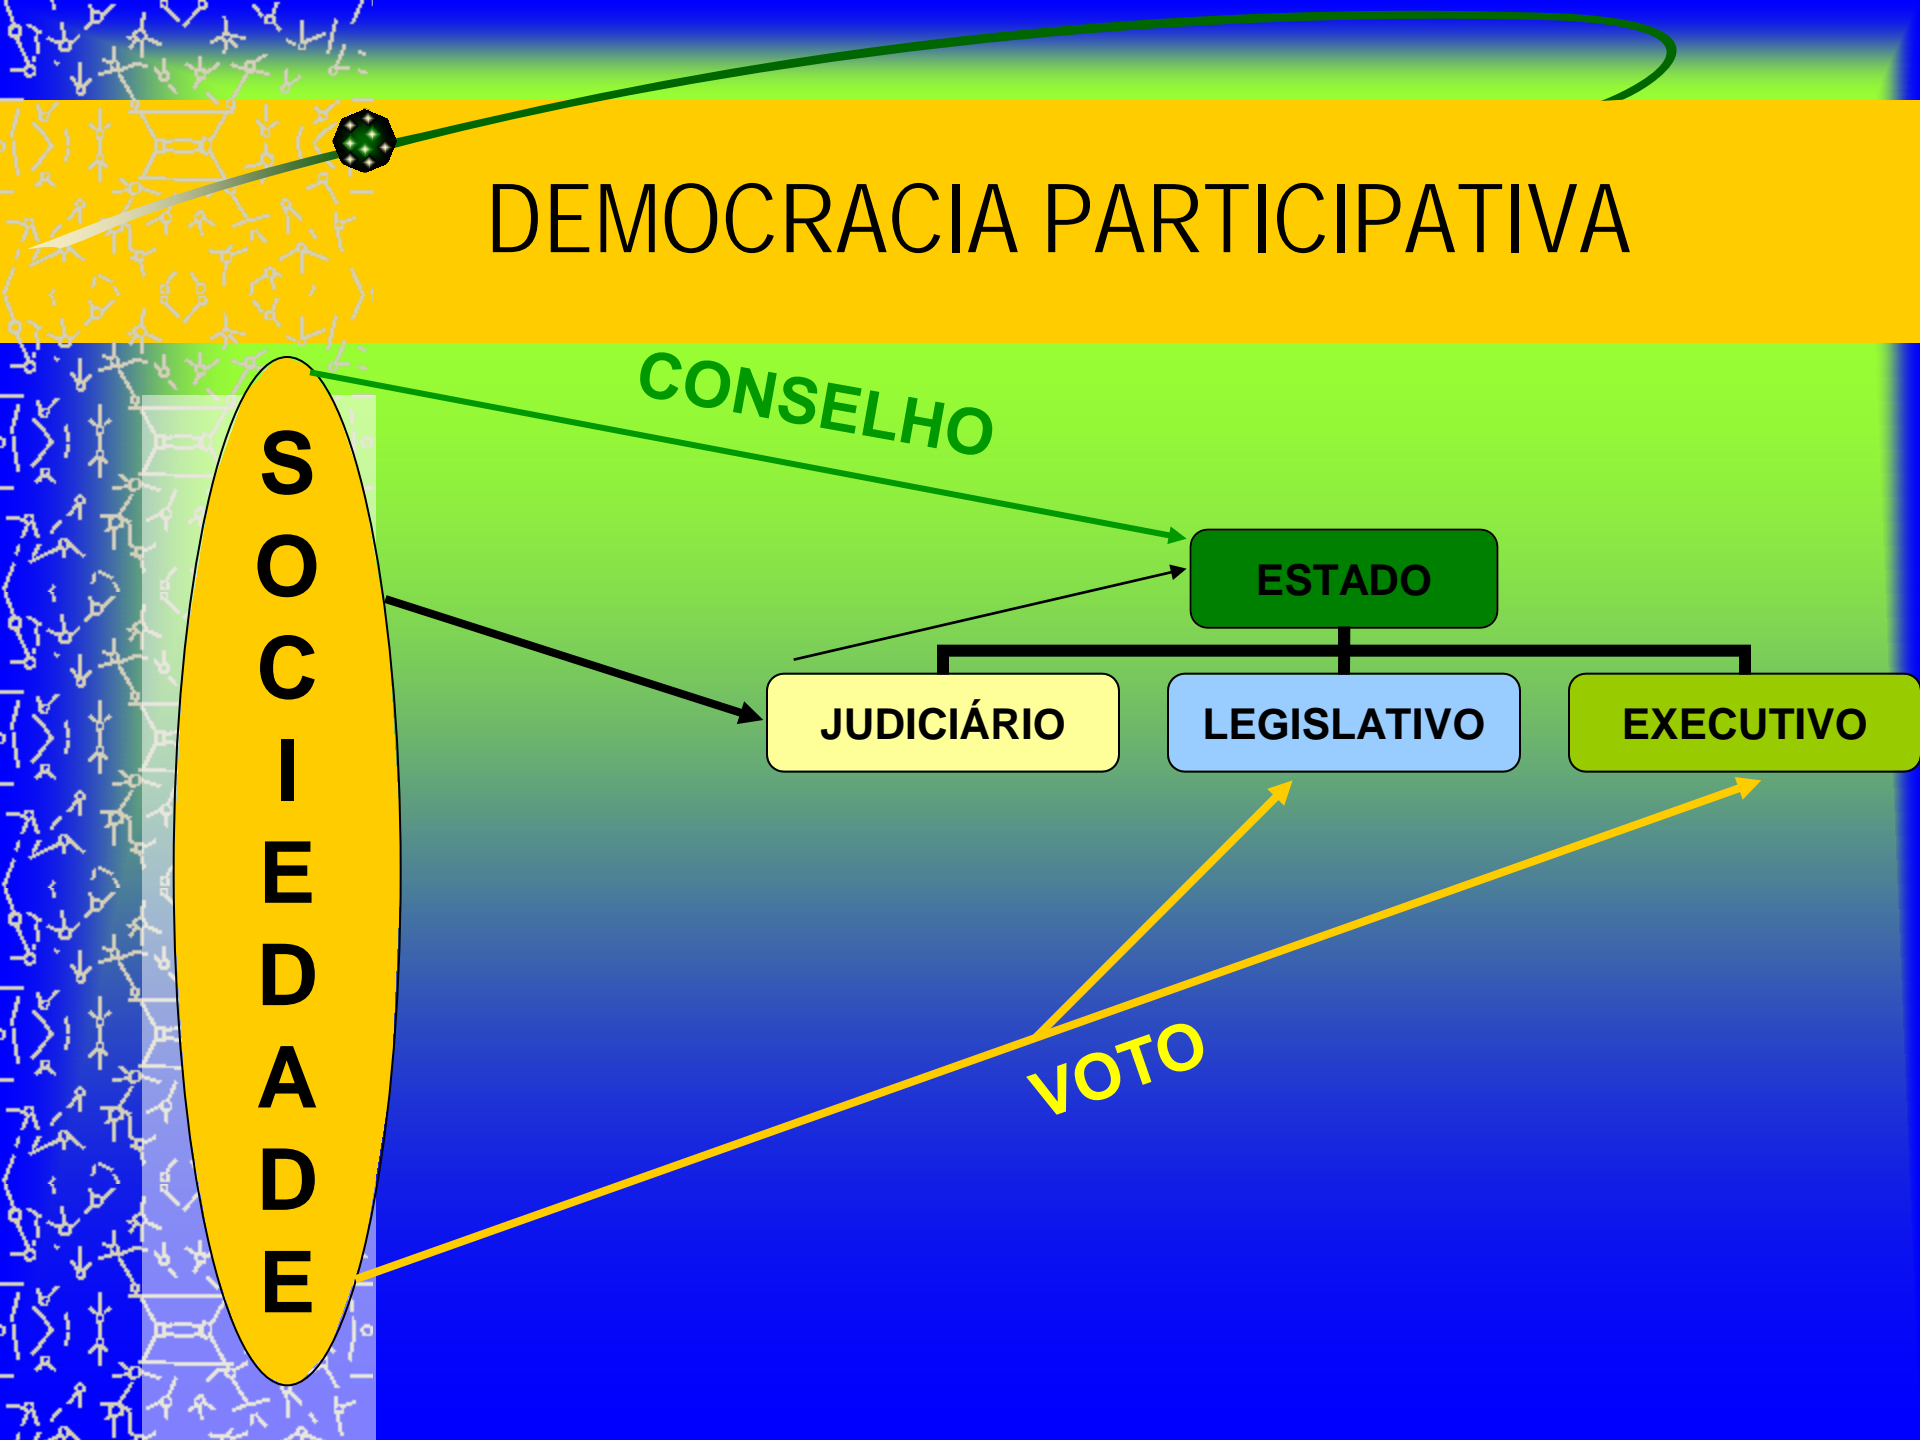 DEMOCRACIA PARTICIPATIVA
CONSELHO
SOCIEDADE
ESTADO
JUDICIÁRIO LEGISLATIVO EXECUTIVO
VOTO